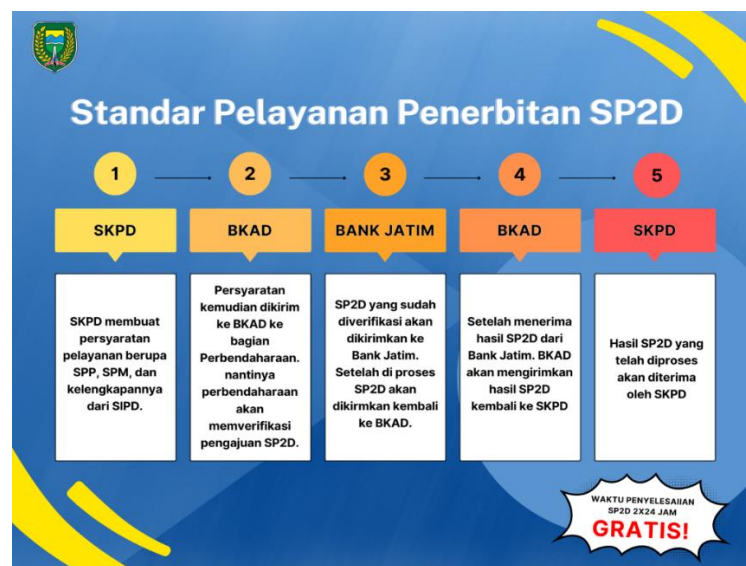 Standar Pelayanan Penerbitan SP2D
1
2
3
4
5
SKPD
BKAD
BANK JATIM
BKAD
SKPD
SKPD membuat
persyaratan
pelayanan berupa
SPP, SPM, dan
kelengkapannya
dari SIPD.
Persyaratan
kemudian dikirim
ke BKAD ke
bagian
Perbendaharaan.
nantinya
perbendaharaan
akan
memverifikasi
pengajuan SP2D.
SP2D yang sudah
diverifikasi akan
dikirimkan ke
Bank Jatim.
Setelah di proses
SP2D akan
dikirmkan kembali
ke BKAD.
Setelah menerima
hasil SP2D dari
Bank Jatim. BKAD
akan mengirimkan
hasil SP2D
kembali ke SKPD
Hasil SP2D yang
telah diproses
akan diterima
oleh SKPD
WAKTU PENYELESAIIAN
SP2D 2X24 JAM
GRATIS!